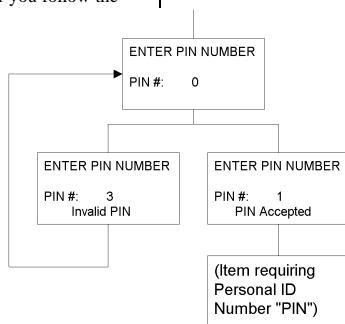 you follow the
ENTER PIN NUMBER
PIN #: 0
ENTER PIN NUMBER
PIN #: 3
Invalid PIN
ENTER PIN NUMBER
PIN #: 1
PIN Accepted
(Item requiring
Personal ID
Number "PIN")